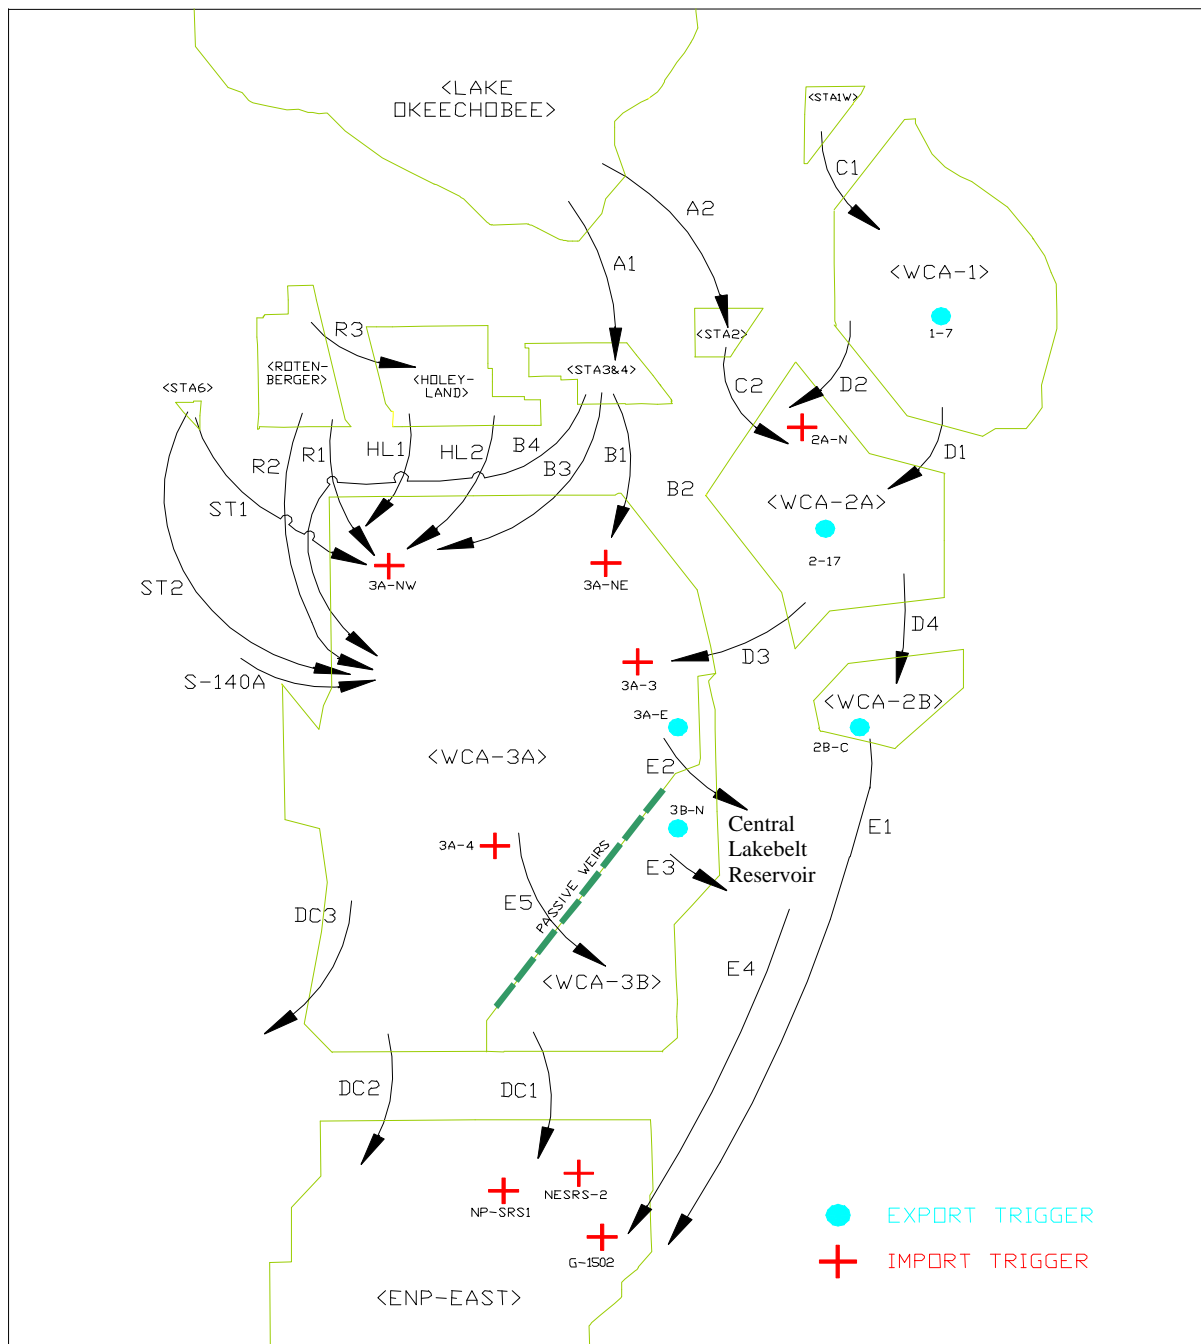 <LAKE
OKEECHOBEE>
<STA1W>
C1
A2
<WCA-1>
A1
1-7
R3
<STA2>
<ROTEN-
BERGER>
<HOLEY-
LAND>
<STA3&4>
<STA6>
C2
D2
2A-N
D1
R2
R1
HL1
HL2
B4
B3
B1
B2
ST1
<WCA-2A>
2-17
3A-NW
3A-NE
ST2
D4
D3
S-140A
3A-3
3A-E
<WCA-2B>
2B-C
<WCA-3A>
E2
3B-N
Central
Lakebelt
Reservoir
E1
3A-4
PASSIVE WEIRS
E3
E5
DC3
E4
<WCA-3B>
DC2
DC1
NESRS-2
NP-SRS1
G-1502
EXPORT TRIGGER
IMPORT TRIGGER
<ENP-EAST>